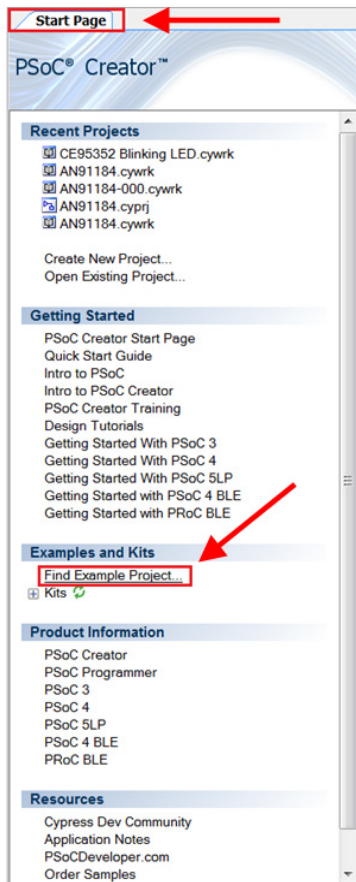 Start Page
PSoC® Creator™
Recent Projects
CE95352 Blinking LED.cywrk
AN91184.cywrk
AN91184-000.cywrk
AN91184.cyprj
AN91184.cywrk
Create New Project...
Open Existing Project...
Getting Started
PSoC Creator Start Page
Quick Start Guide
Intro to PSoC
Intro to PSoC Creator
PSoC Creator Training
Design Tutorials
Getting Started With PSoC 3
Getting Started With PSoC 4
Getting Started With PSoC 5LP
Getting Started with PSoC 4 BLE
Getting Started with PRoC BLE
Examples and Kits
Find Example Project...
Kits
Product Information
PSoC Creator
PSoC Programmer
PSoC 3
PSoC 4
PSoC 5LP
PSoC 4 BLE
PRoC BLE
Resources
Cypress Dev Community
Application Notes
PSoCDeveloper.com
Order Samples